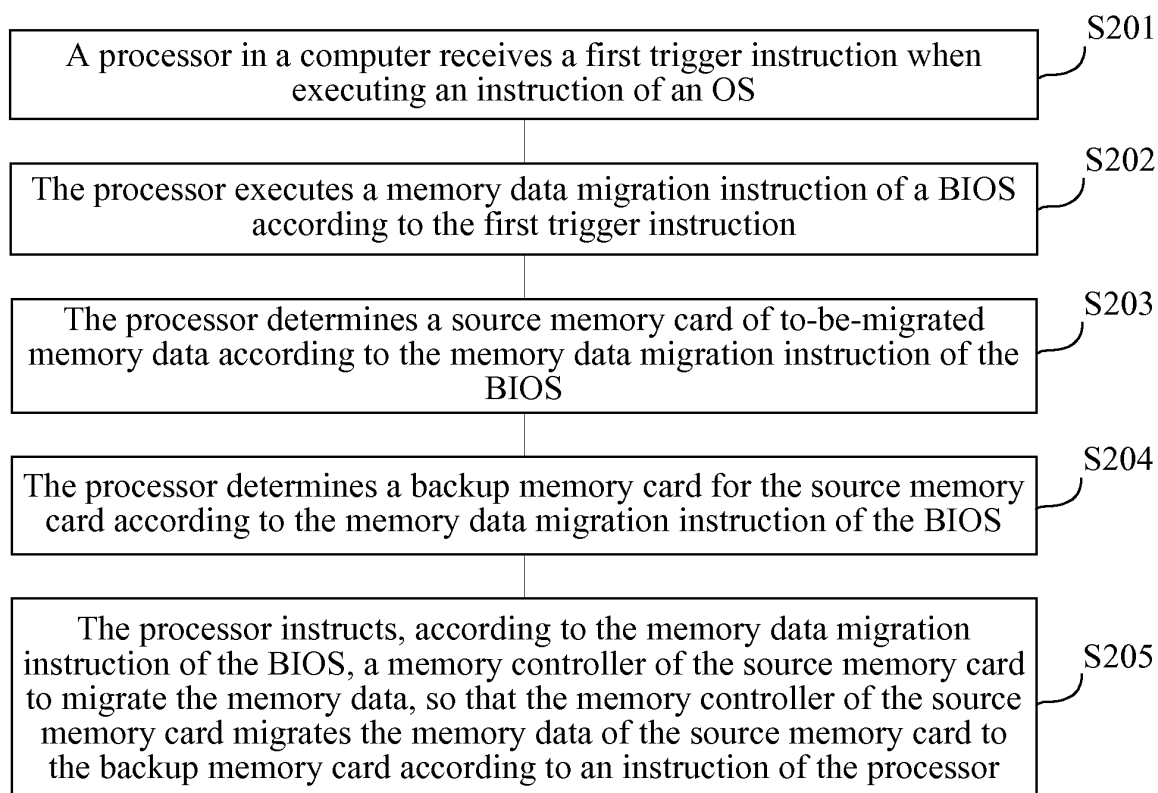 S201
A processor in a computer receives a first trigger instruction when
executing an instruction of an OS
S202
The processor executes a memory data migration instruction of a BIOS
according to the first trigger instruction
S203
The processor determines a source memory card of to-be-migrated
memory data according to the memory data migration instruction of the
BIOS
S204
The processor determines a backup memory card for the source memory
card according to the memory data migration instruction of the BIOS
S205
The processor instructs, according to the memory data migration
instruction of the BIOS, a memory controller of the source memory card
to migrate the memory data, so that the memory controller of the source
memory card migrates the memory data of the source memory card to
the backup memory card according to an instruction of the processor